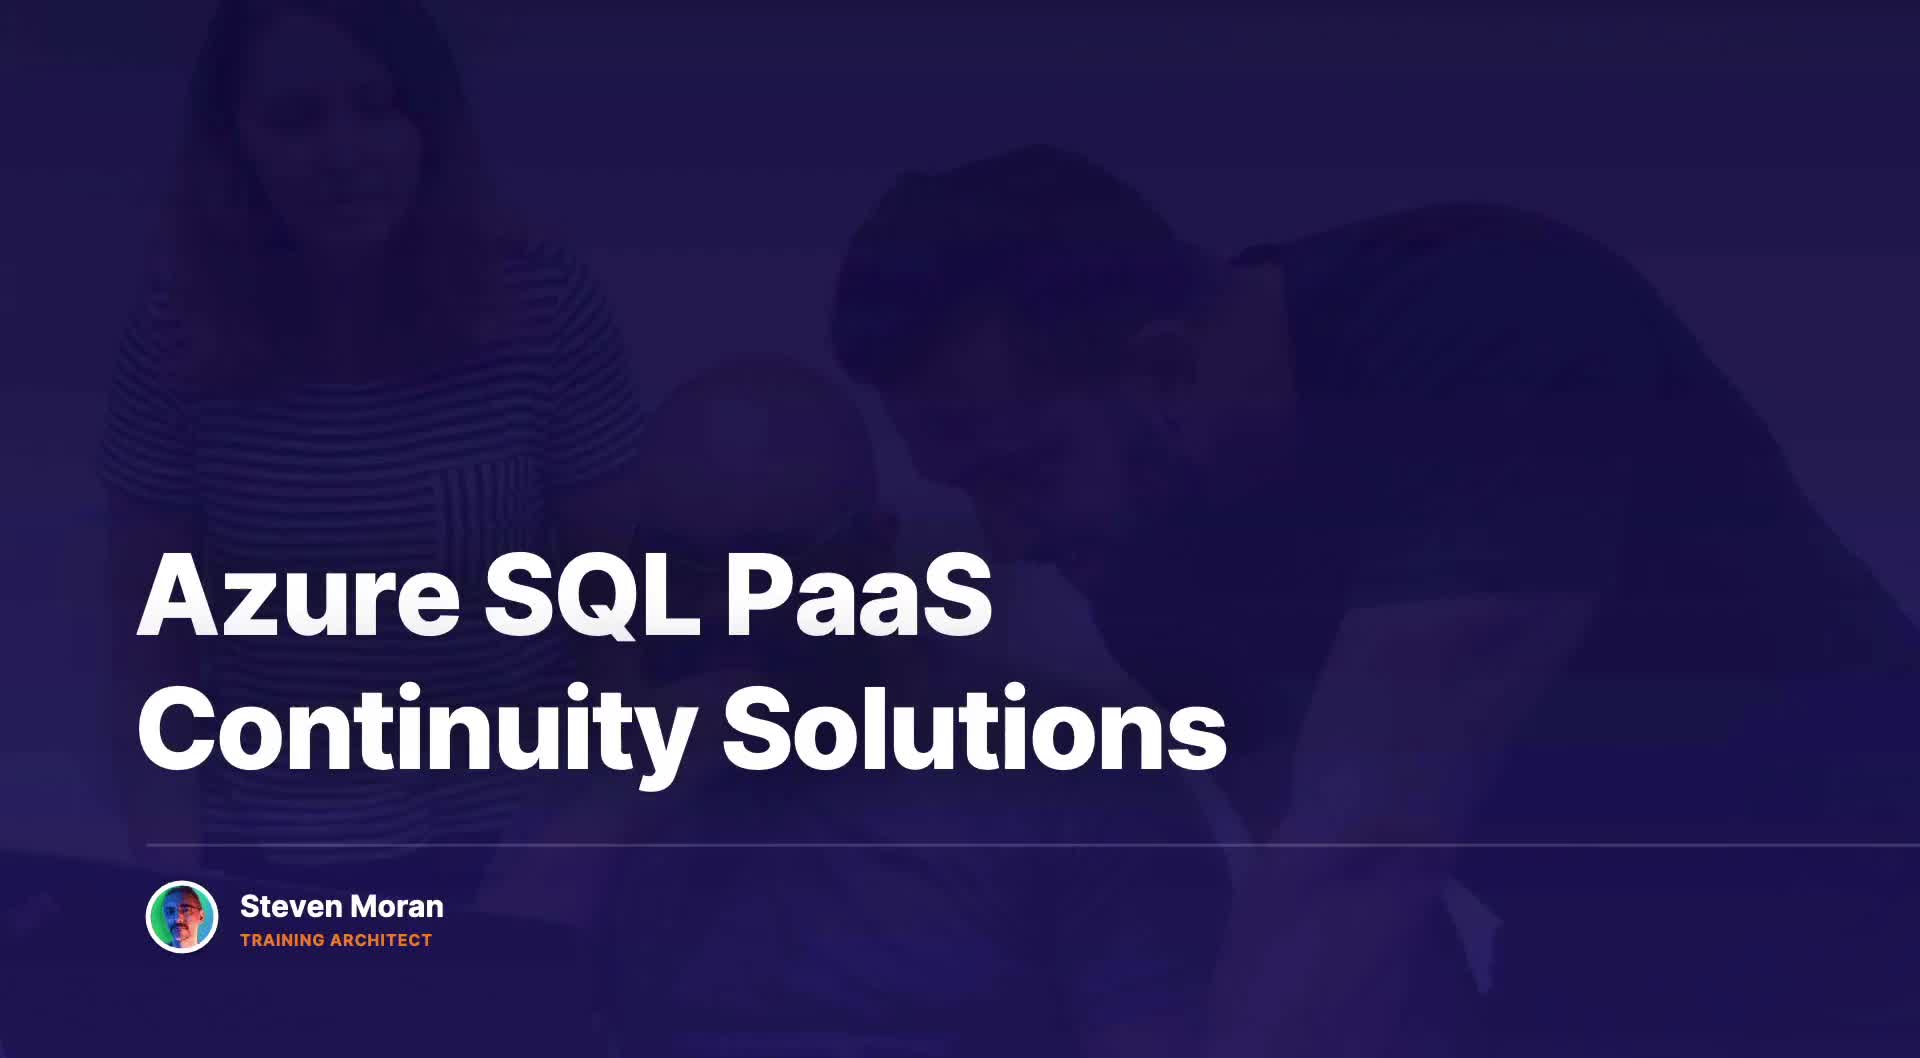 Azure SQL PaaS
Continuity Solutions
Steven Moran
TRAINING ARCHITECT